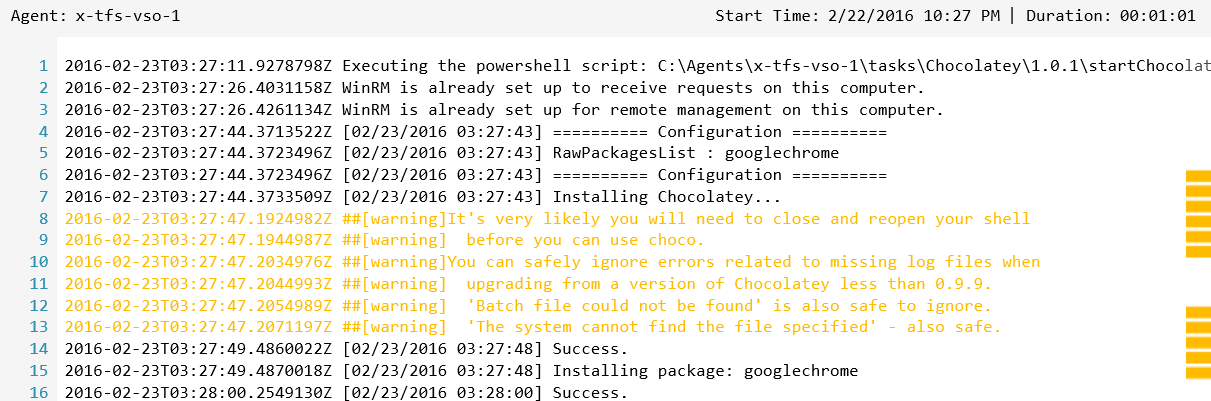 Agent: x-tfs-vso-1 Start Time: 2/22/2016 10:27 PM | Duration: 00:01:01
1 2016-02-23T03:27:11.9278798Z Executing the powershell script: C:\Agents\x-tfs-vso-1\tasks\Chocolatey\1.0.1\startChocolat
2 2016-02-23T03:27:26.4031158Z WinRM is already set up to receive requests on this computer.
3 2016-02-23T03:27:26.4261134Z WinRM is already set up for remote management on this computer.
4 2016-02-23T03:27:44.3713522Z [02/23/2016 03:27:43] ========== Configuration ==========
5 2016-02-23T03:27:44.3723496Z [02/23/2016 03:27:43] RawPackagesList : googlechrome
6 2016-02-23T03:27:44.3723496Z [02/23/2016 03:27:43] ========== Configuration ==========
7 2016-02-23T03:27:44.3733509Z [02/23/2016 03:27:43] Installing Chocolatey...
8 2016-02-23T03:27:47.1924982Z ##[warning]It's very likely you will need to close and reopen your shell
9 2016-02-23T03:27:47.1944987Z ##[warning]  before you can use choco.
10 2016-02-23T03:27:47.2034976Z ##[warning]You can safely ignore errors related to missing log files when
11 2016-02-23T03:27:47.2044993Z ##[warning]  upgrading from a version of Chocolatey less than 0.9.9.
12 2016-02-23T03:27:47.2054989Z ##[warning]  'Batch file could not be found' is also safe to ignore.
13 2016-02-23T03:27:47.2071197Z ##[warning]  'The system cannot find the file specified' - also safe.
14 2016-02-23T03:27:49.4860022Z [02/23/2016 03:27:48] Success.
15 2016-02-23T03:27:49.4870018Z [02/23/2016 03:27:48] Installing package: googlechrome
16 2016-02-23T03:28:00.2549130Z [02/23/2016 03:28:00] Success.